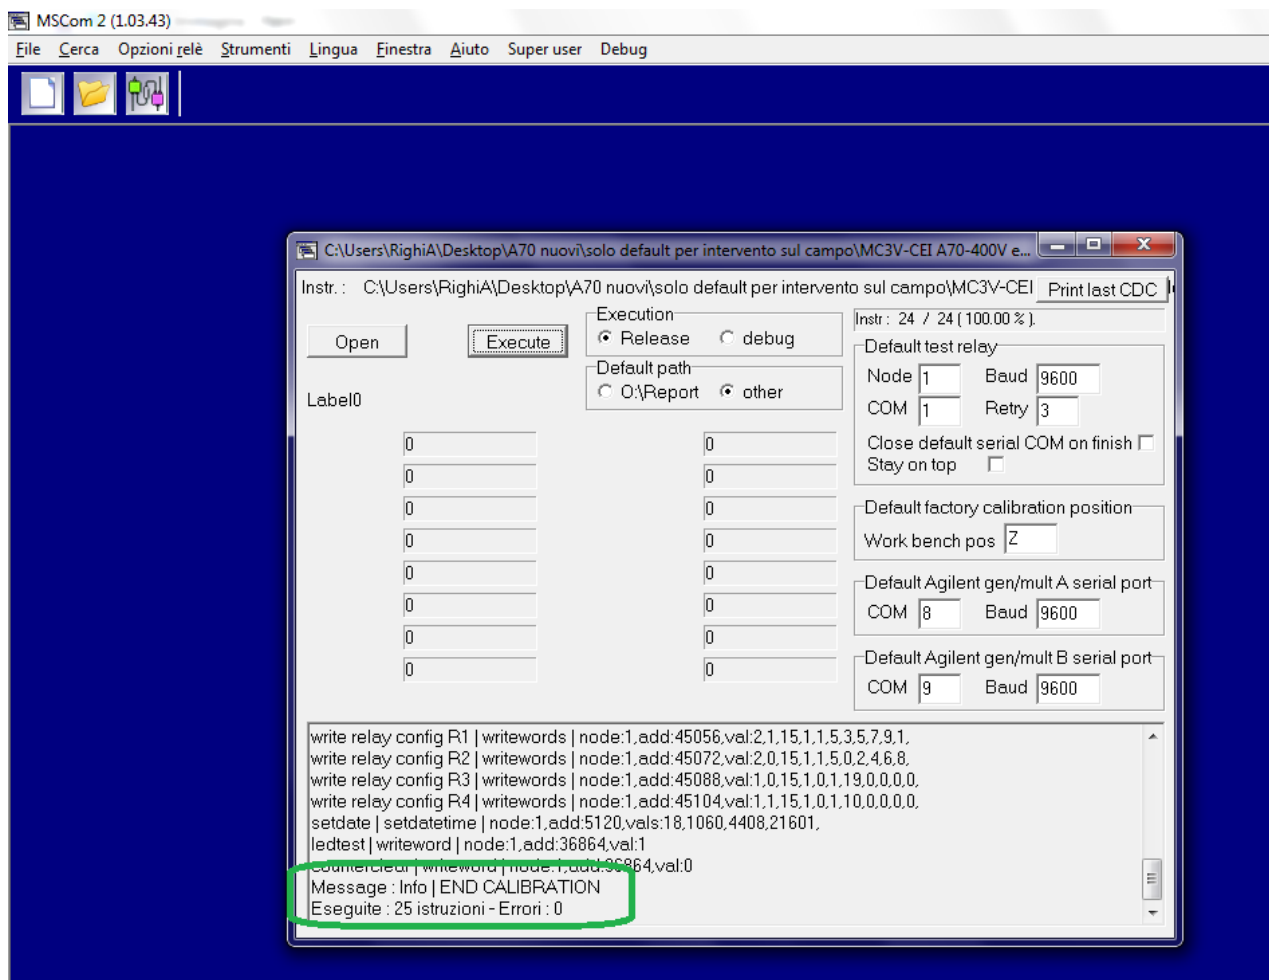 MSCom 2 (1.03.43)
File Cerca Opzioni relè Strumenti Lingua Finestra Aiuto Super user Debug
C:\Users\RighiA\Desktop\A70 nuovi\solo default per intervento sul campo\MC3V-CEI A70-400V e...
Instr. : C:\Users\RighiA\Desktop\A70 nuovi\solo default per intervento sul campo\MC3V-CEI
Print last CDC
Open
Execute
Execution
Release debug
Default path
O:\Report other
Label0
0 0
0 0
0 0
0 0
0 0
0 0
0 0
0 0
Instr : 24 / 24 ( 100.00 % ).
Default test relay
Node 1 Baud 9600
COM 1 Retry 3
Close default serial COM on finish
Stay on top
Default factory calibration position
Work bench pos Z
Default Agilent gen/mult A serial port
COM 8 Baud 9600
Default Agilent gen/mult B serial port
COM 9 Baud 9600
write relay config R1 | writewords | node:1,add:45056,val:2,1,15,1,1,5,3,5,7,9,1,
write relay config R2 | writewords | node:1,add:45072,val:2,0,15,1,1,5,0,2,4,6,8,
write relay config R3 | writewords | node:1,add:45088,val:1,0,15,1,0,1,19,0,0,0,0,
write relay config R4 | writewords | node:1,add:45104,val:1,1,15,1,0,1,10,0,0,0,0,
setdate | setdatetime | node:1,add:5120,vals:18,1060,4408,21601,
ledtest | writeword | node:1,add:36864,val:1
counterclear | writeword | node:1,add:36864,val:0
Message : Info | END CALIBRATION
Eseguite : 25 istruzioni - Errori : 0